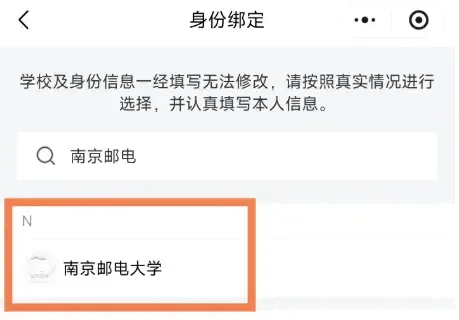 身份绑定
学校及身份信息一经填写无法修改，请按照真实情况进行
选择，并认真填写本人信息。
南京邮电
N
南京邮电大学